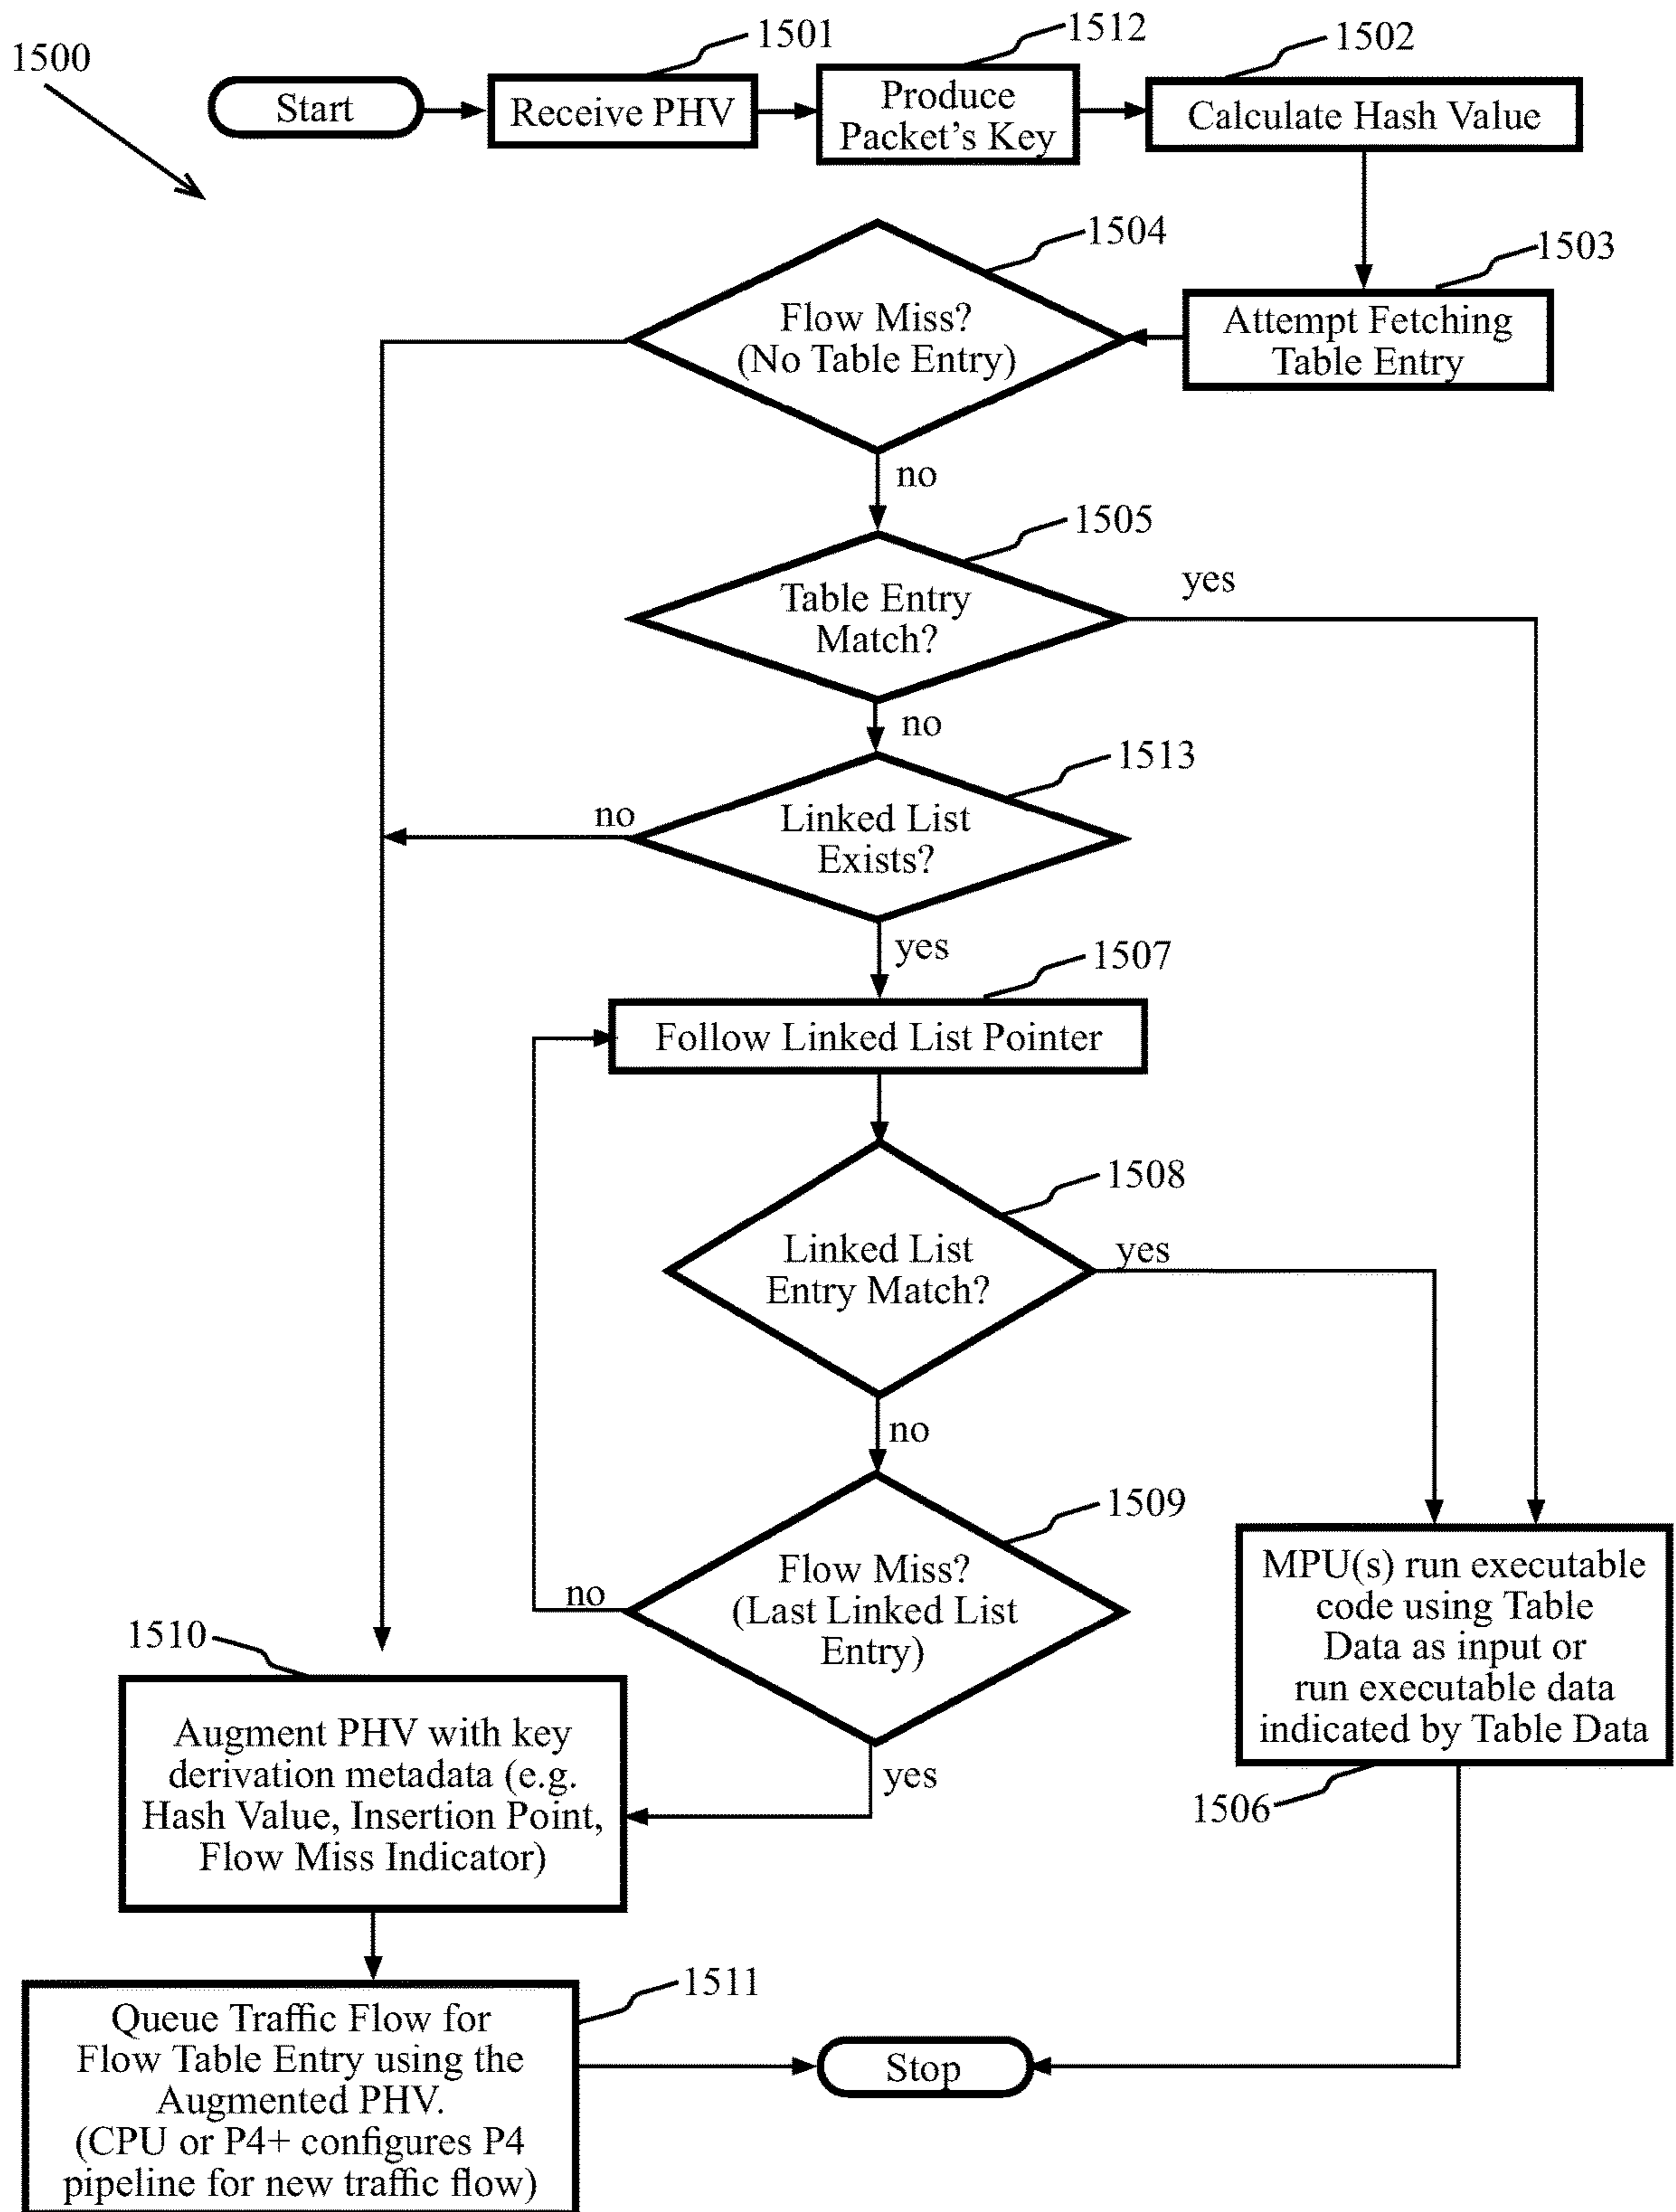 1500
1501
1512
1502
Start
Receive PHV
Produce
Packet's Key
Calculate Hash Value
1504
1503
Flow Miss?
(No Table Entry)
Attempt Fetching
Table Entry
no
1505
Table Entry
Match?
yes
no
1513
Linked List
Exists?
no
yes
1507
Follow Linked List Pointer
1508
Linked List
Entry Match?
yes
no
1509
Flow Miss?
(Last Linked List
Entry)
no
yes
MPU(s) run executable
code using Table
Data as input or
run executable data
indicated by Table Data
1506
1510
Augment PHV with key
derivation metadata (e.g.
Hash Value, Insertion Point,
Flow Miss Indicator)
1511
Queue Traffic Flow for
Flow Table Entry using the
Augmented PHV.
(CPU or P4+ configures P4
pipeline for new traffic flow)
Stop